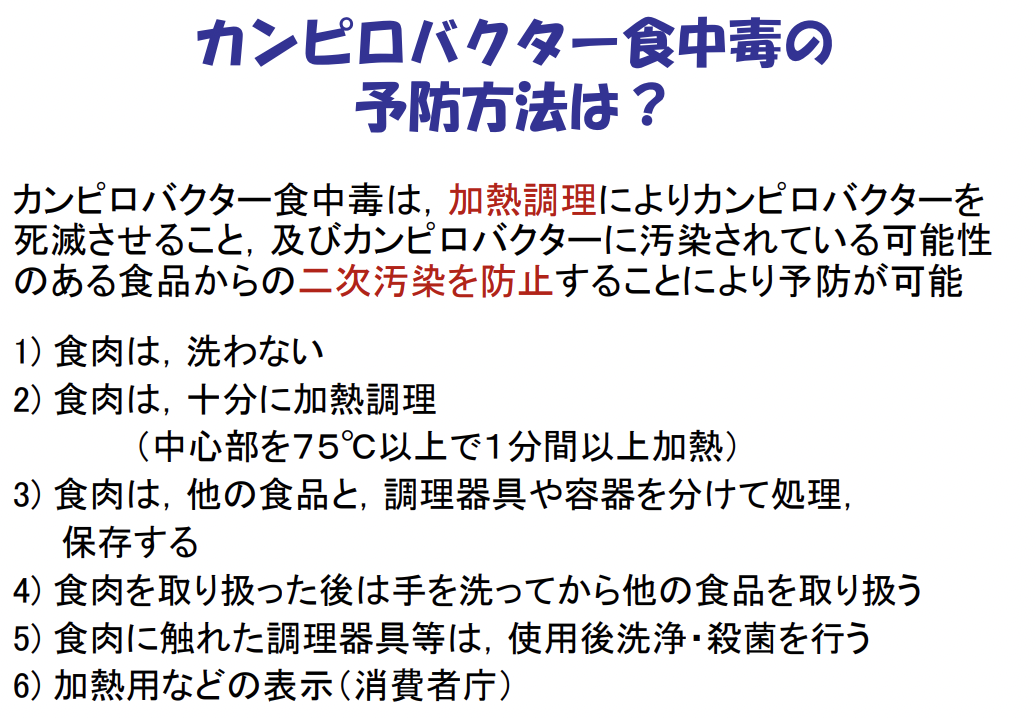 カンピロバクター食中毒の
予防方法は？
カンピロバクター食中毒は，加熱調理によりカンピロバクターを
死滅させること，及びカンピロバクターに汚染されている可能性
のある食品からの二次汚染を防止することにより予防が可能
1) 食肉は，洗わない
2) 食肉は，十分に加熱調理
（中心部を７５℃以上で１分間以上加熱）
3) 食肉は，他の食品と，調理器具や容器を分けて処理，
保存する
4) 食肉を取り扱った後は手を洗ってから他の食品を取り扱う
5) 食肉に触れた調理器具等は，使用後洗浄・殺菌を行う
6) 加熱用などの表示（消費者庁）